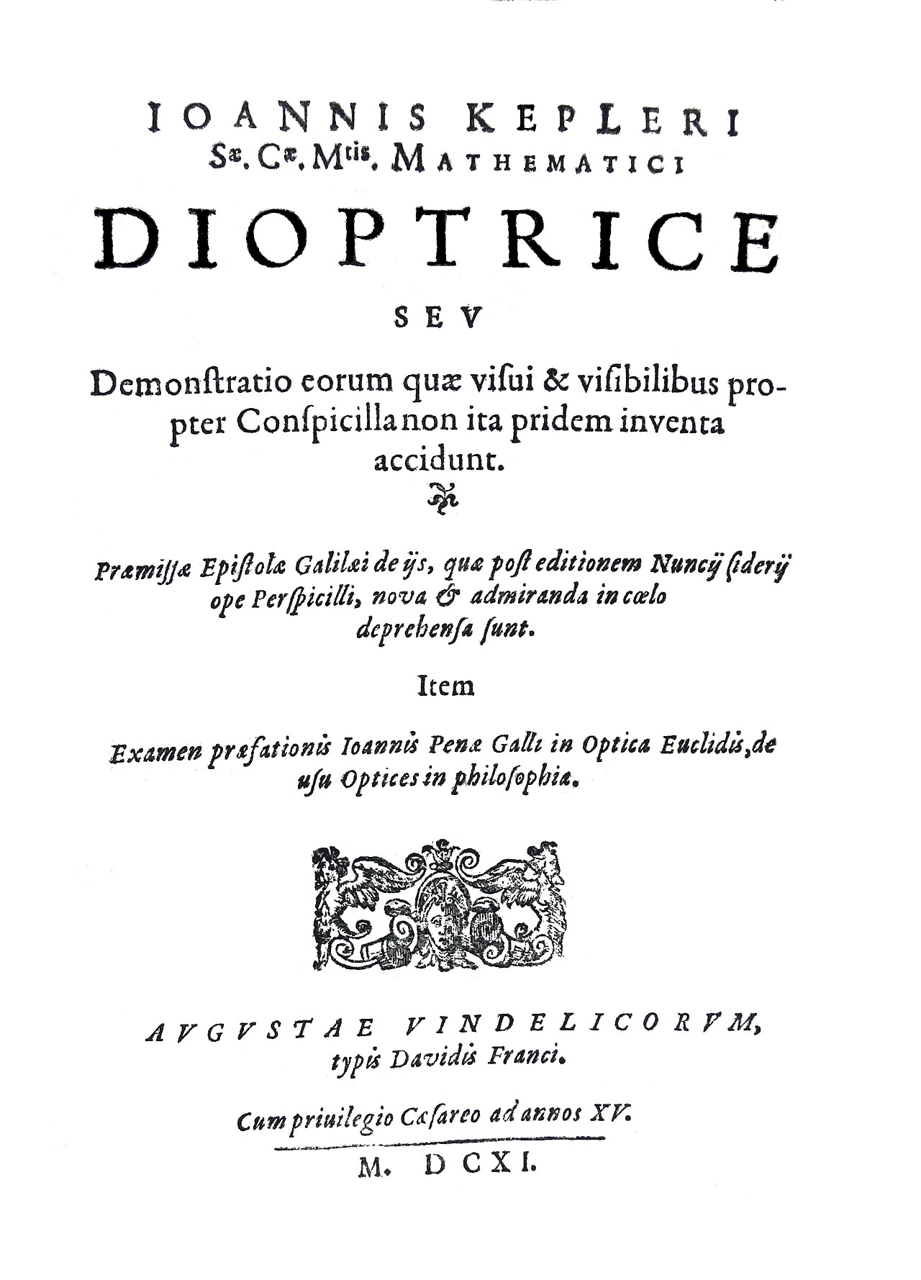 IOANNIS KEPLERI
Sæ. Cæ. Mtis. MATHEMATICI
DIOPTRICE
SEV
Demonſtratio eorum quæ viſui & viſibilibus pro-
pter Conſpicilla non ita pridem inventa
accidunt.
Præmiſſæ Epiſtolæ Galilæi de ijs, quæ poſt editionem Nuncij ſiderij
ope Perſpicilli, nova & admiranda in cœlo
deprehenſa ſunt.
Item
Examen præfationis Ioannis Penæ Galli in Optica Euclidis, de
uſu Optices in philoſophia.
AVGVSTAE VINDELICORVM,
typis Davidis Franci.
Cum priuilegio Cæſareo ad annos XV.
M. DCXI.